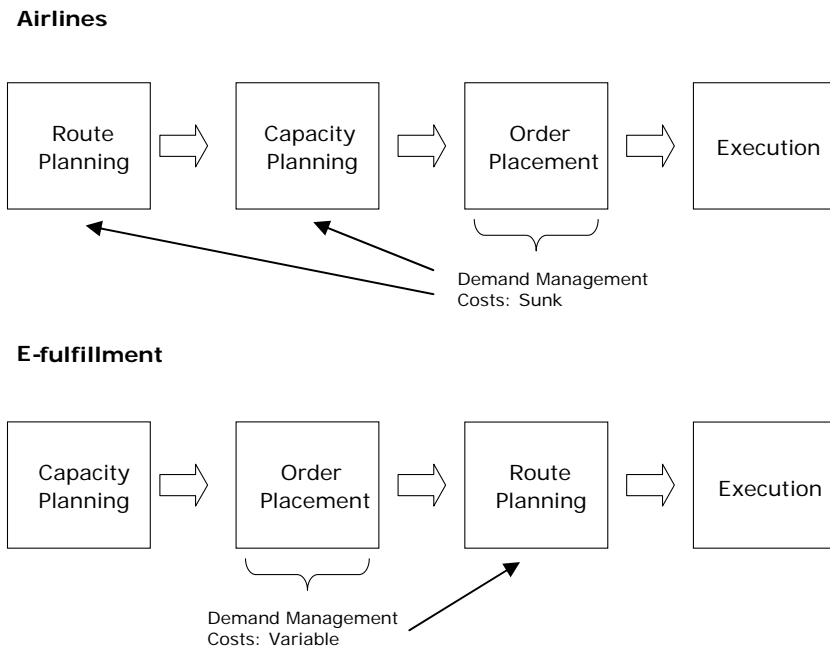 Airlines
Route
Planning
Capacity
Planning
Order
Placement
Execution
Demand Management
Costs: Sunk
E-fulfillment
Capacity
Planning
Order
Placement
Route
Planning
Execution
Demand Management
Costs: Variable